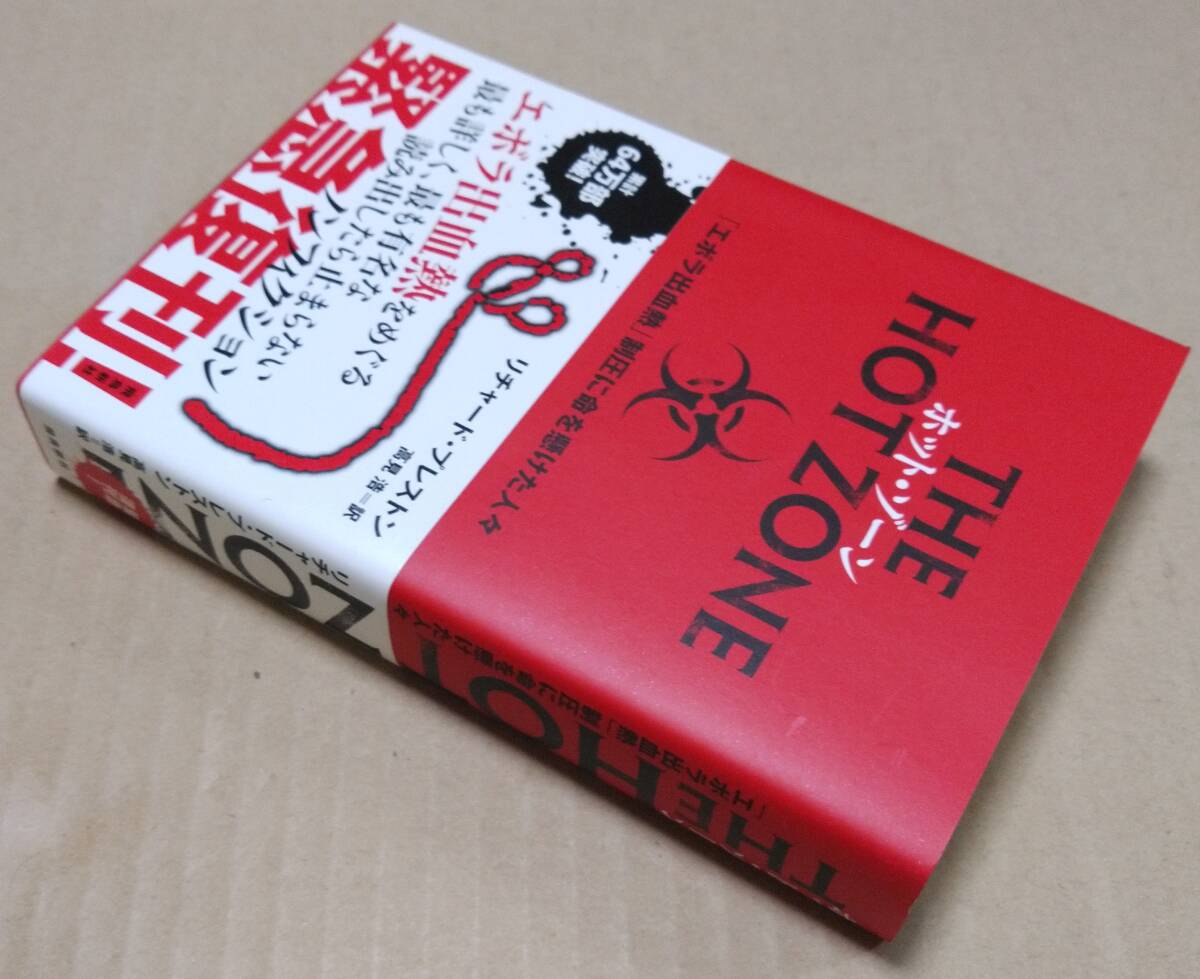 THE
HOT ZONE
ホット・ゾーン
「エボラ出血熱」制圧に命を懸けた人々
リチャード・プレストン
高見 浩=訳
累計
64万部
突破!
エボラ出血熱をめぐる
最も詳しく、最も有名な
読み出したら止まらない
ノンフィクション
緊急復刊!!
飛鳥新社
THE HOT ZONE
「エボラ出血熱」制圧に命を懸けた人々
リチャード・プレストン